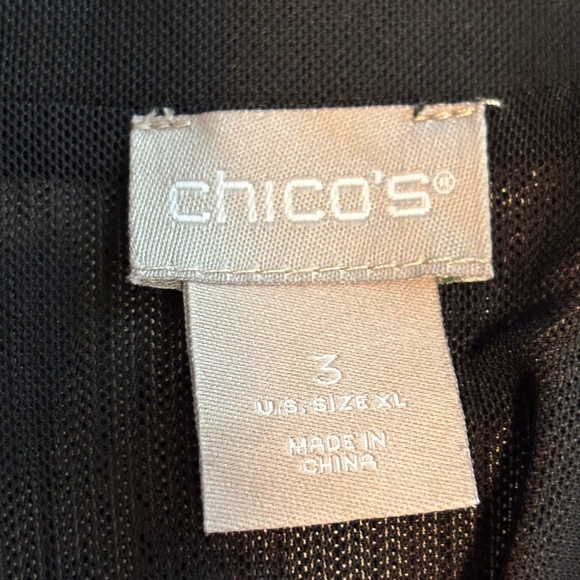 chico's®
3
U.S. SIZE XL
MADE IN
CHINA